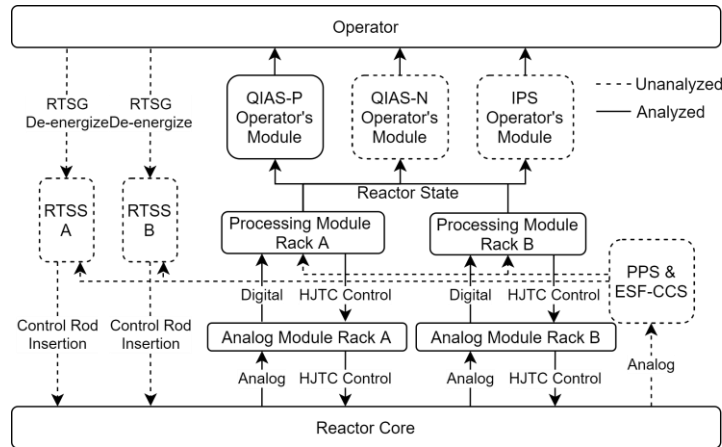 Operator
RTSG
De-energize
RTSG
De-energize
QIAS-P
Operator's
Module
QIAS-N
Operator's
Module
IPS
Operator's
Module
Unanalyzed
Analyzed
Reactor State
RTSS
A
RTSS
B
Processing Module
Rack A
Processing Module
Rack B
PPS &
ESF-CCS
Digital
HJTC Control
Digital
HJTC Control
Control Rod
Insertion
Control Rod
Insertion
Analog Module Rack A
Analog Module Rack B
Analog
HJTC Control
Analog
HJTC Control
Analog
Reactor Core